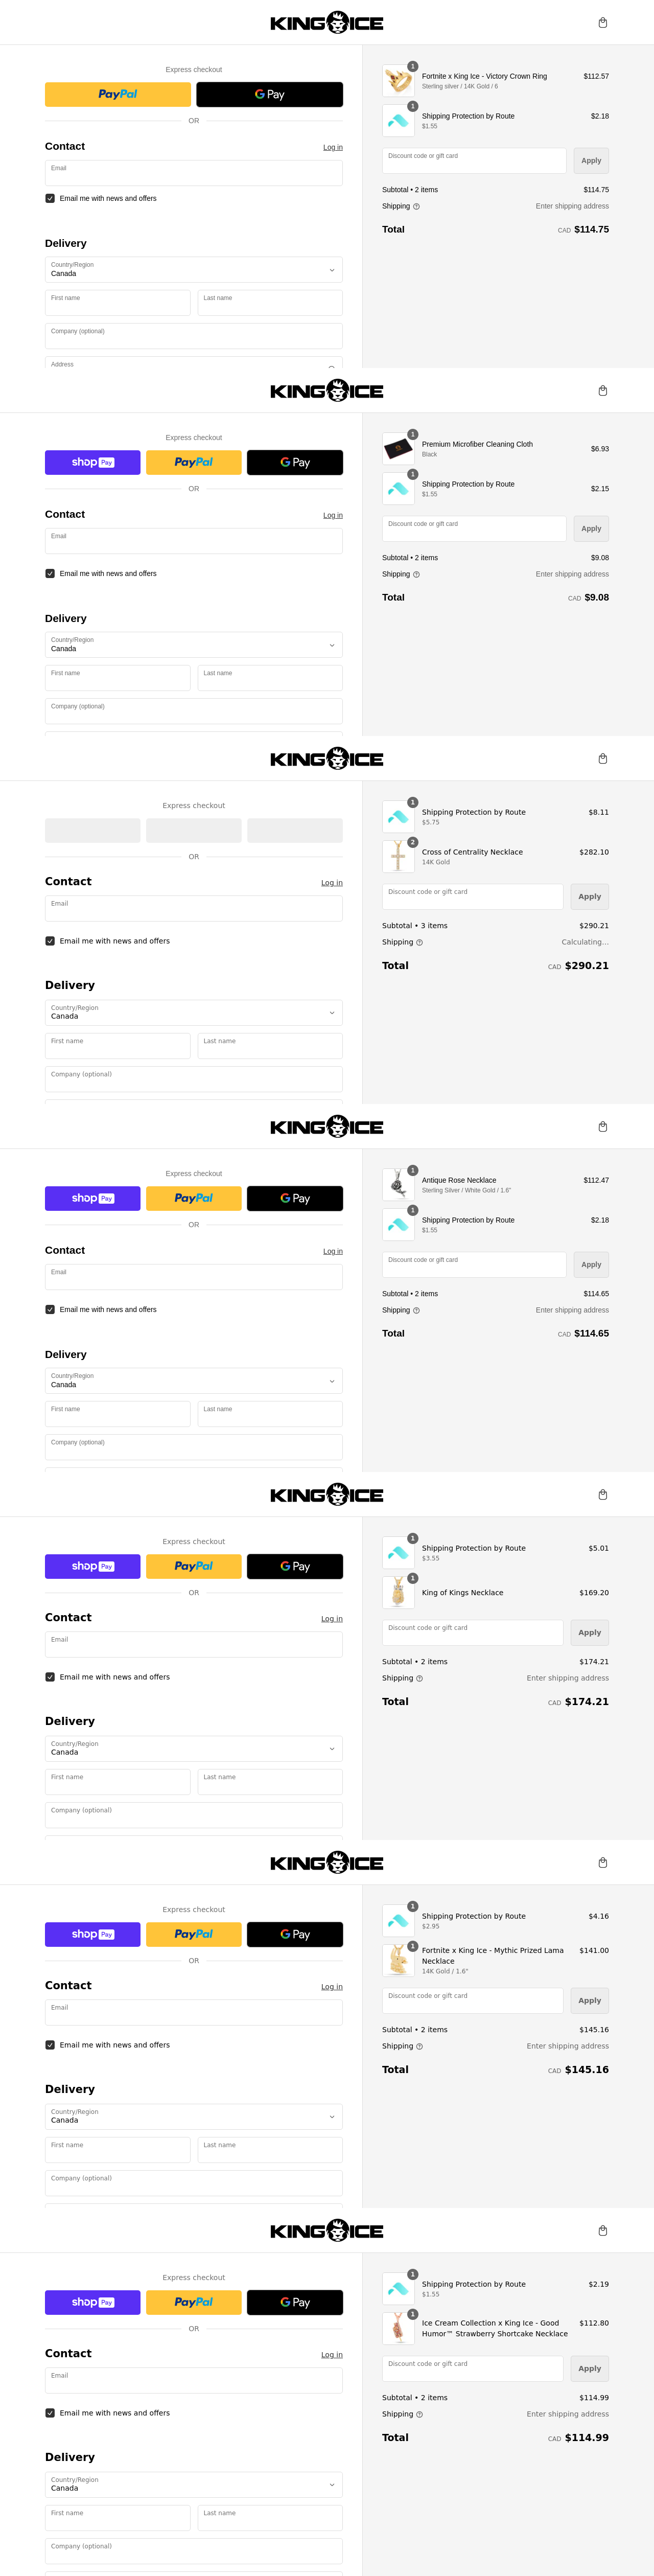 KING ICE
Express checkout
PayPal
G Pay
OR
Contact
Log in
Email
Email me with news and offers
Delivery
Country/Region
Canada
First name
Last name
Company (optional)
Address
1
Fortnite x King Ice - Victory Crown Ring
$112.57
Sterling silver / 14K Gold / 6
1
Shipping Protection by Route
$2.18
$1.55
Discount code or gift card
Apply
Subtotal • 2 items
$114.75
Shipping
Enter shipping address
Total
CAD $114.75
KING ICE
Express checkout
shop Pay
PayPal
G Pay
OR
Contact
Log in
Email
Email me with news and offers
Delivery
Country/Region
Canada
First name
Last name
Company (optional)
1
Premium Microfiber Cleaning Cloth
$6.93
Black
1
Shipping Protection by Route
$2.15
$1.55
Discount code or gift card
Apply
Subtotal • 2 items
$9.08
Shipping
Enter shipping address
Total
CAD $9.08
KING ICE
Express checkout
OR
Contact
Log in
Email
Email me with news and offers
Delivery
Country/Region
Canada
First name
Last name
Company (optional)
1
Shipping Protection by Route
$8.11
$5.75
2
Cross of Centrality Necklace
$282.10
14K Gold
Discount code or gift card
Apply
Subtotal • 3 items
$290.21
Shipping
Calculating...
Total
CAD $290.21
KING ICE
Express checkout
shop Pay
PayPal
G Pay
OR
Contact
Log in
Email
Email me with news and offers
Delivery
Country/Region
Canada
First name
Last name
Company (optional)
1
Antique Rose Necklace
$112.47
Sterling Silver / White Gold / 1.6"
1
Shipping Protection by Route
$2.18
$1.55
Discount code or gift card
Apply
Subtotal • 2 items
$114.65
Shipping
Enter shipping address
Total
CAD $114.65
KING ICE
Express checkout
shop Pay
PayPal
G Pay
OR
Contact
Log in
Email
Email me with news and offers
Delivery
Country/Region
Canada
First name
Last name
Company (optional)
1
Shipping Protection by Route
$5.01
$3.55
1
King of Kings Necklace
$169.20
Discount code or gift card
Apply
Subtotal • 2 items
$174.21
Shipping
Enter shipping address
Total
CAD $174.21
KING ICE
Express checkout
shop Pay
PayPal
G Pay
OR
Contact
Log in
Email
Email me with news and offers
Delivery
Country/Region
Canada
First name
Last name
Company (optional)
1
Shipping Protection by Route
$4.16
$2.95
1
Fortnite x King Ice - Mythic Prized Lama
Necklace
$141.00
14K Gold / 1.6"
Discount code or gift card
Apply
Subtotal • 2 items
$145.16
Shipping
Enter shipping address
Total
CAD $145.16
KING ICE
Express checkout
shop Pay
PayPal
G Pay
OR
Contact
Log in
Email
Email me with news and offers
Delivery
Country/Region
Canada
First name
Last name
Company (optional)
1
Shipping Protection by Route
$2.19
$1.55
1
Ice Cream Collection x King Ice - Good
Humor™ Strawberry Shortcake Necklace
$112.80
Discount code or gift card
Apply
Subtotal • 2 items
$114.99
Shipping
Enter shipping address
Total
CAD $114.99